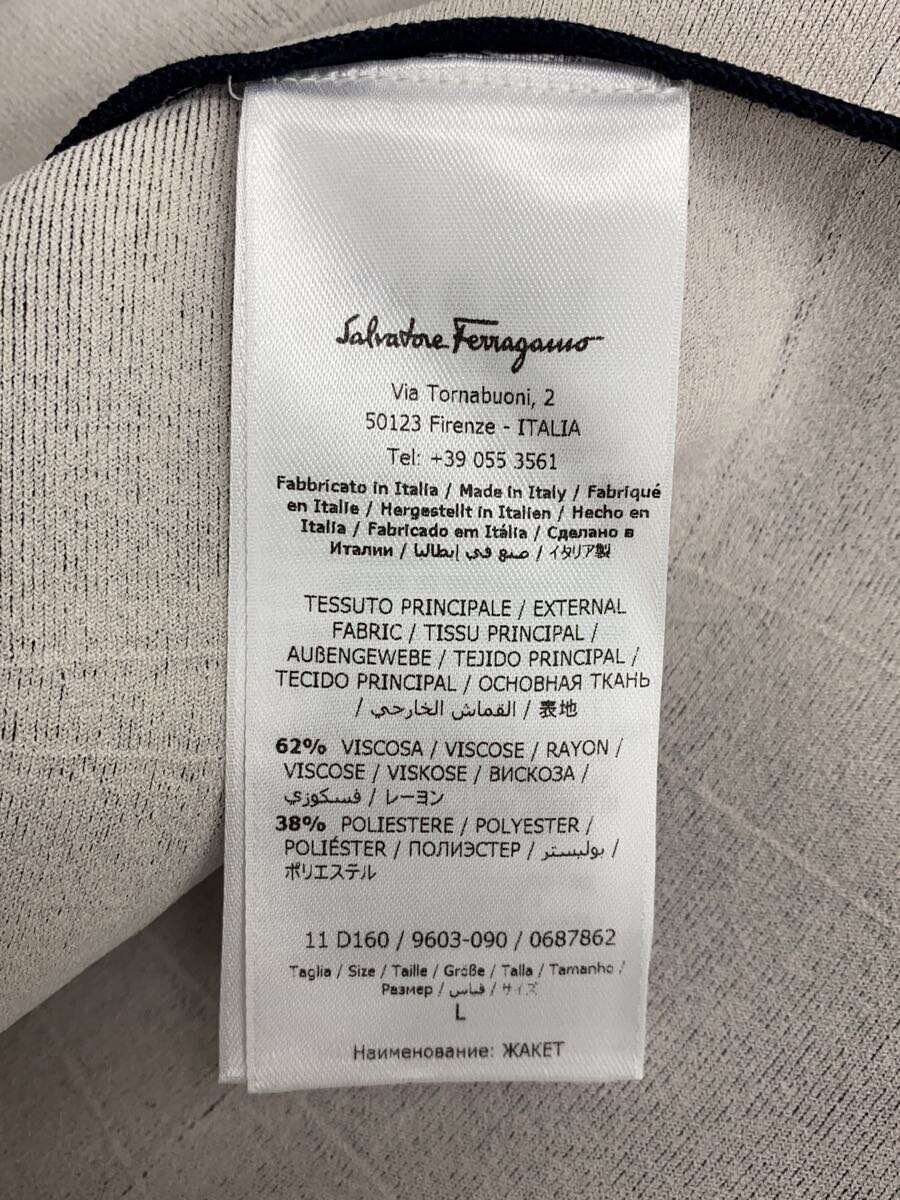 Salvatore Ferragamo
Via Tornabuoni, 2
50123 Firenze - ITALIA
Tel: +39 055 3561
Fabbricato in Italia / Made in Italy / Fabriqué
en Italie / Hergestellt in Italien / Hecho en
Italia / Fabricado em Itália / Сделано в
Италии / صنع في إيطاليا / イタリア製
TESSUTO PRINCIPALE / EXTERNAL
FABRIC / TISSU PRINCIPAL /
AUßENGEWEBE / TEJIDO PRINCIPAL /
TECIDO PRINCIPAL / ОСНОВНАЯ ТКАНЬ
/ القماش الخارجي / 表地
62% VISCOSA / VISCOSE / RAYON /
VISCOSE / VISKOSE / ВИСКОЗА /
فسكوزي / レーヨン
38% POLIESTERE / POLYESTER /
POLIÉSTER / ПОЛИЭСТЕР / بوليستر /
ポリエステル
11 D160 / 9603-090 / 0687862
Taglia / Size / Taille / Größe / Talla / Tamanho /
Размер / قياس / サイズ
L
Наименование: ЖАКЕТ